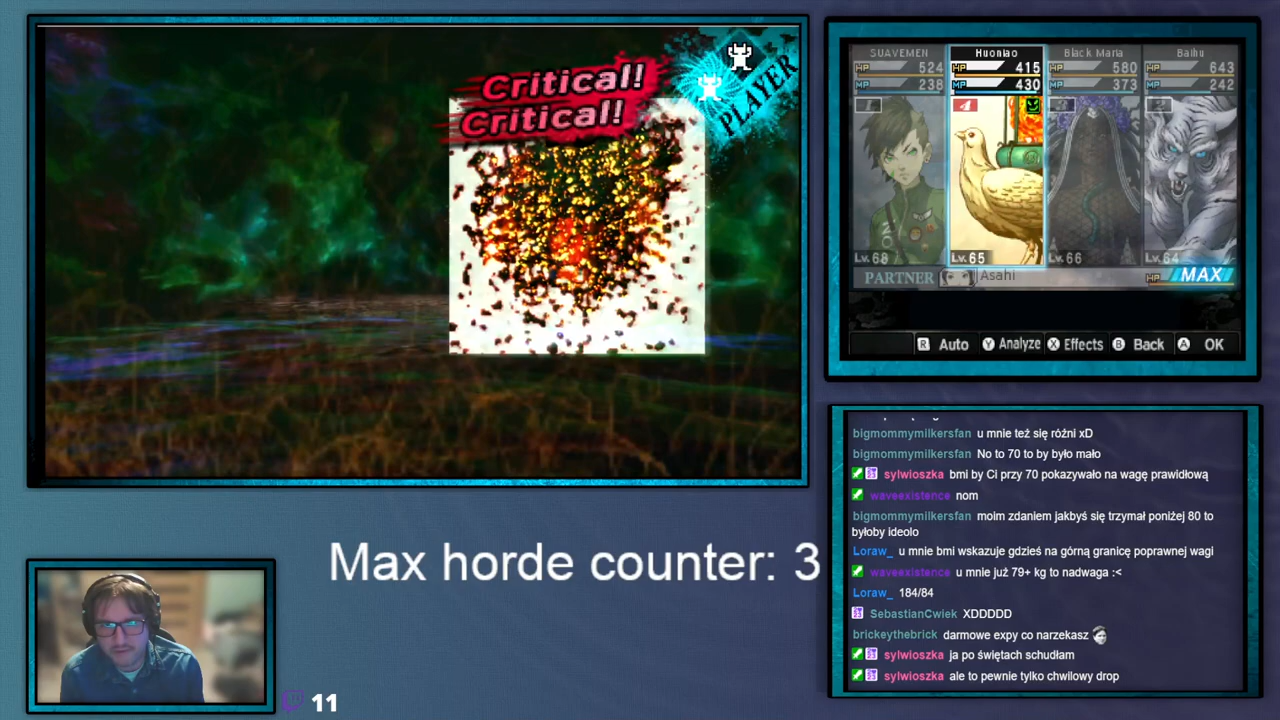 Critical!
Critical!
PLAYER
SUAVEMEN
HP 524
MP 238
1
Lv.68
Huoniao
HP 415
MP 430
4
Lv.65
Black Maria
HP 580
MP 373
3
Lv.66
Baihu
HP 643
MP 242
2
Lv.64
PARTNER Asahi HP MAX
R Auto Y Analyze X Effects B Back A OK
bigmommymilkersfan u mnie też się różni xD
bigmommymilkersfan No to 70 to by było mało
sylwioszka bmi by Ci przy 70 pokazywało na wagę prawidłową
waveexistence nom
bigmommymilkersfan moim zdaniem jakbyś się trzymał poniżej 80 to
byłoby ideolo
Loraw_ u mnie bmi wskazuje gdzieś na górną granicę poprawnej wagi
waveexistence u mnie już 79+ kg to nadwaga :<
Loraw_ 184/84
SebastianCwiek XDDDDD
brickeythebrick darmowe expy co narzekasz
sylwioszka ja po świętach schudłam
sylwioszka ale to pewnie tylko chwilowy drop
Max horde counter: 3
11